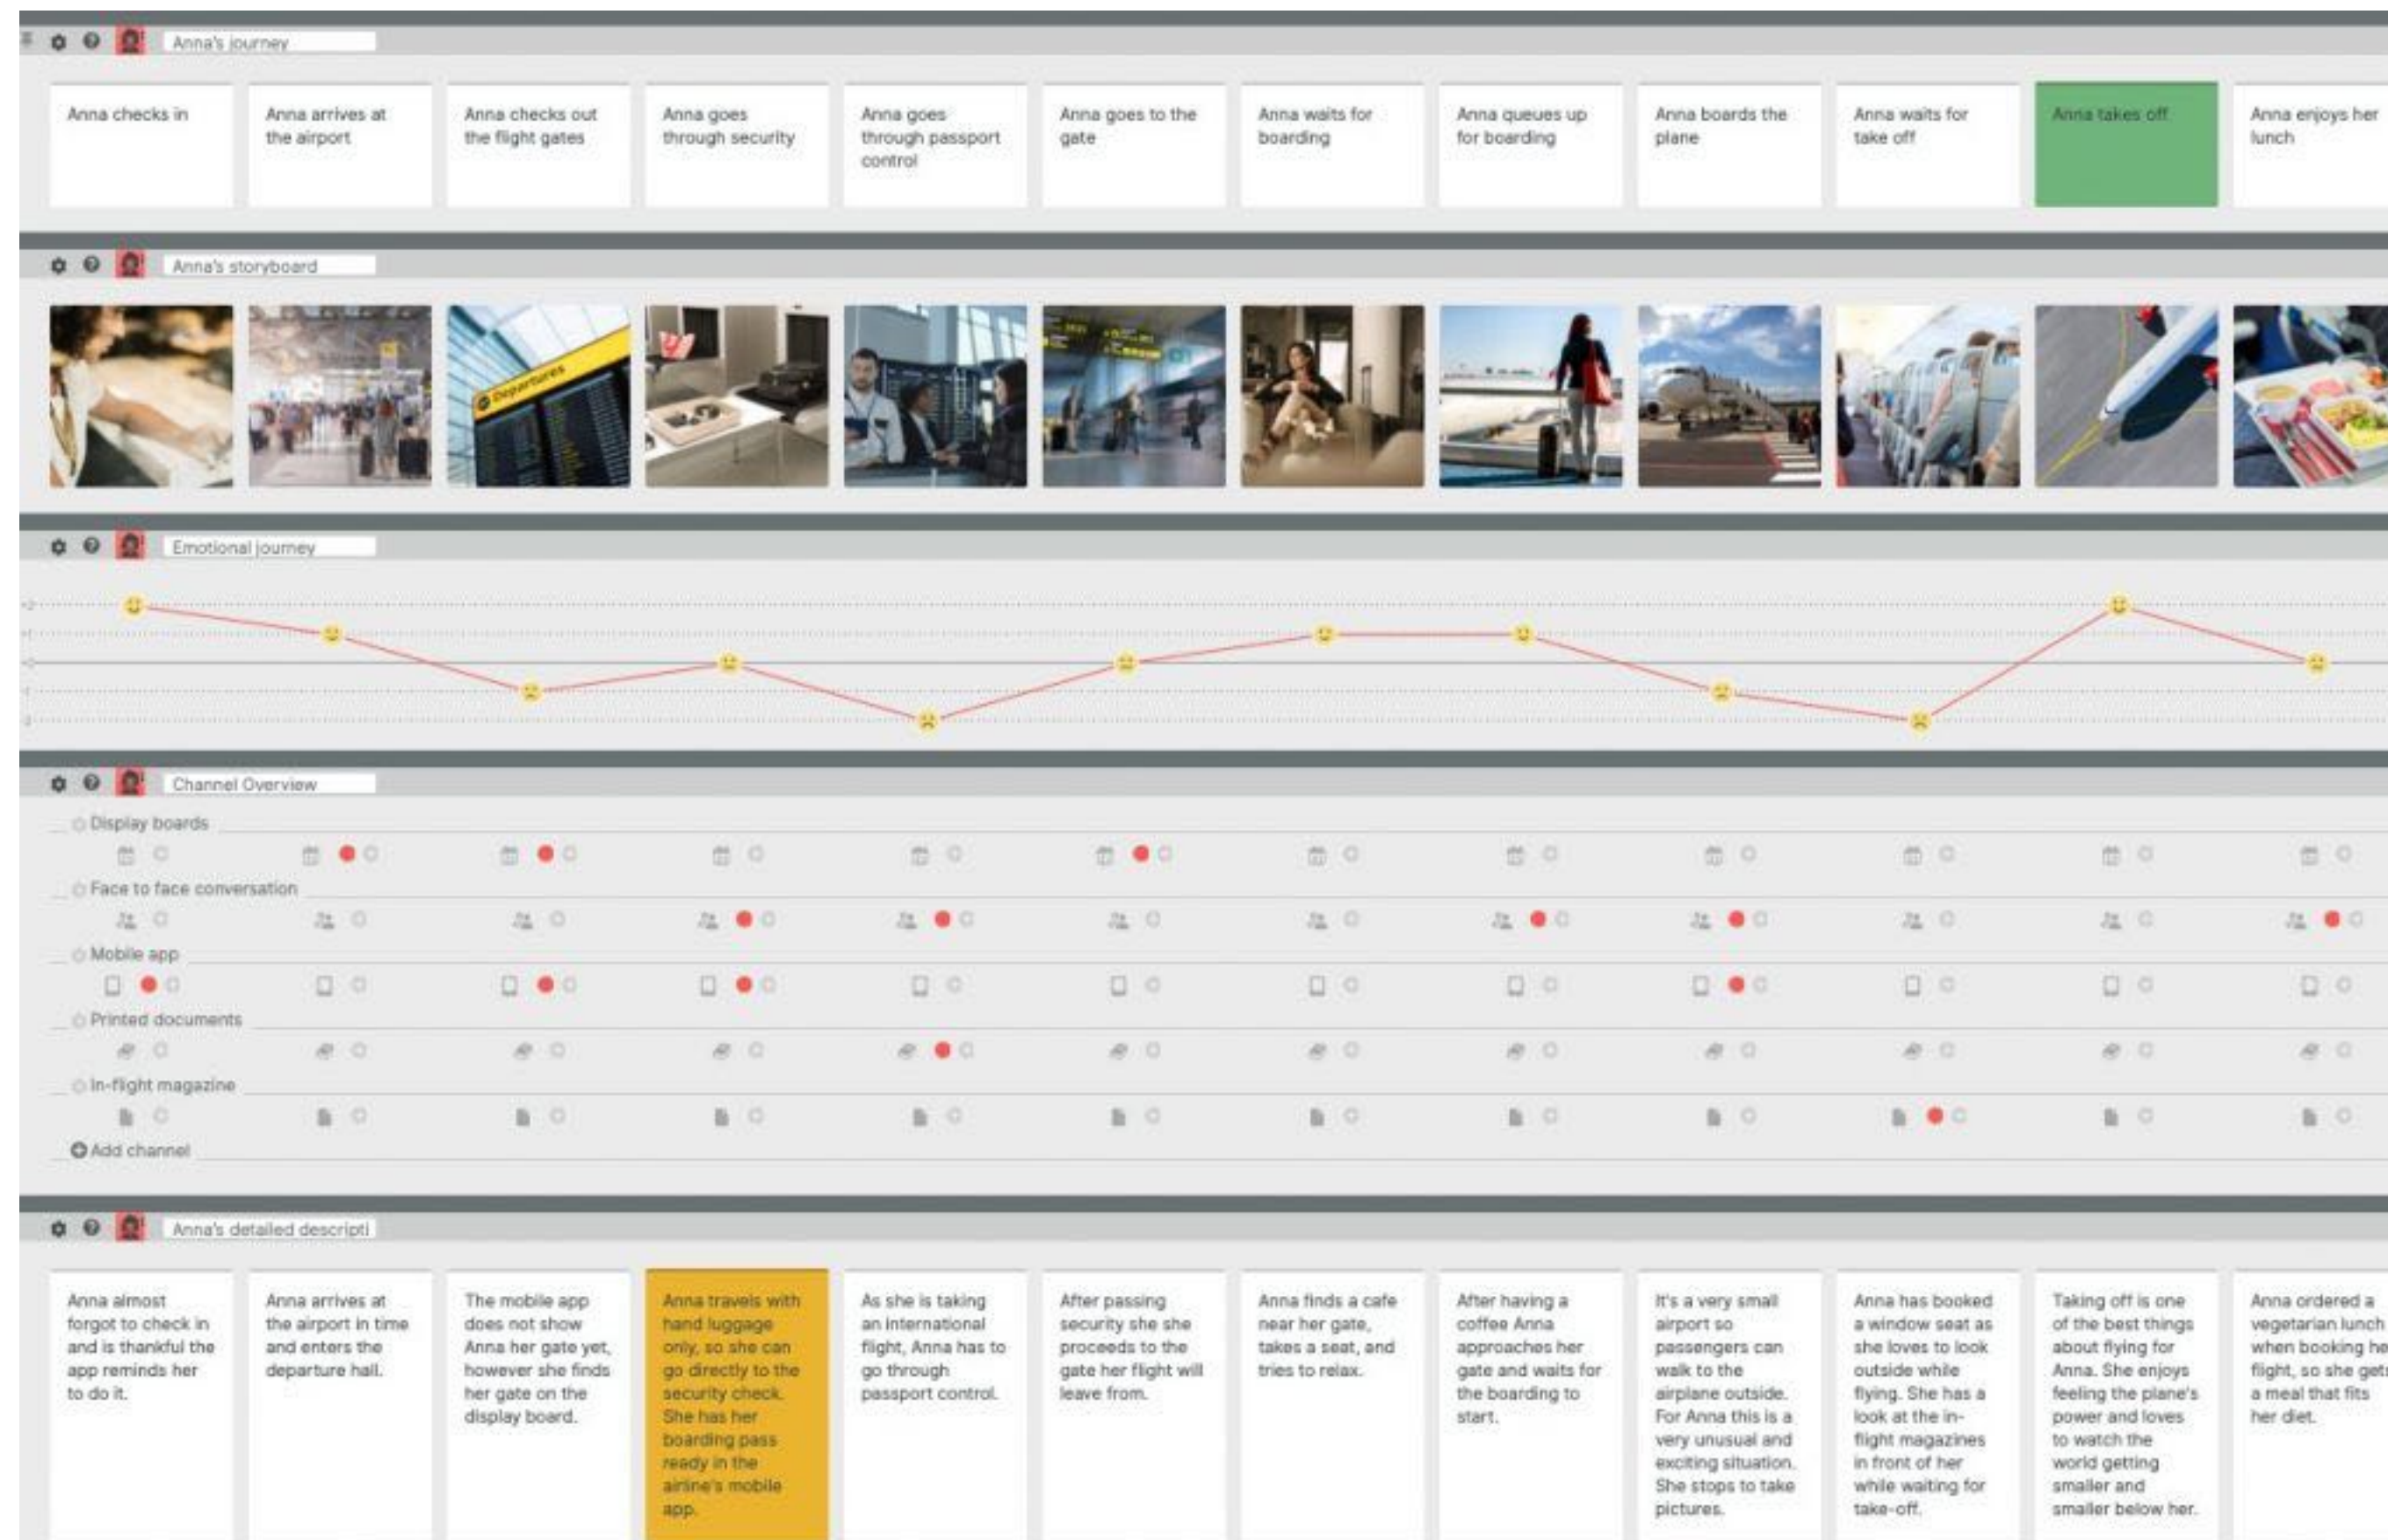 Anna's journey
Anna checks in
Anna arrives at
the airport
Anna checks out
the flight gates
Anna goes
through security
Anna goes
through passport
control
Anna goes to the
gate
Anna waits for
boarding
Anna queues up
for boarding
Anna boards the
plane
Anna waits for
take off
Anna takes off
Anna enjoys her
lunch
Anna's storyboard
Departures
Emotional journey
+2
+1
+0
-1
-2
Channel Overview
Display boards
Face to face conversation
Mobile app
Printed documents
In-flight magazine
Add channel
Anna's detailed descripti
Anna almost
forgot to check in
and is thankful the
app reminds her
to do it.
Anna arrives at
the airport in time
and enters the
departure hall.
The mobile app
does not show
Anna her gate yet,
however she finds
her gate on the
display board.
Anna travels with
hand luggage
only, so she can
go directly to the
security check.
She has her
boarding pass
ready in the
airline's mobile
app.
As she is taking
an international
flight, Anna has to
go through
passport control.
After passing
security she she
proceeds to the
gate her flight will
leave from.
Anna finds a cafe
near her gate,
takes a seat, and
tries to relax.
After having a
coffee Anna
approaches her
gate and waits for
the boarding to
start.
It's a very small
airport so
passengers can
walk to the
airplane outside.
For Anna this is a
very unusual and
exciting situation.
She stops to take
pictures.
Anna has booked
a window seat as
she loves to look
outside while
flying. She has a
look at the in-
flight magazines
in front of her
while waiting for
take-off.
Taking off is one
of the best things
about flying for
Anna. She enjoys
feeling the plane's
power and loves
to watch the
world getting
smaller and
smaller below her.
Anna ordered a
vegetarian lunch
when booking he
flight, so she gets
a meal that fits
her diet.